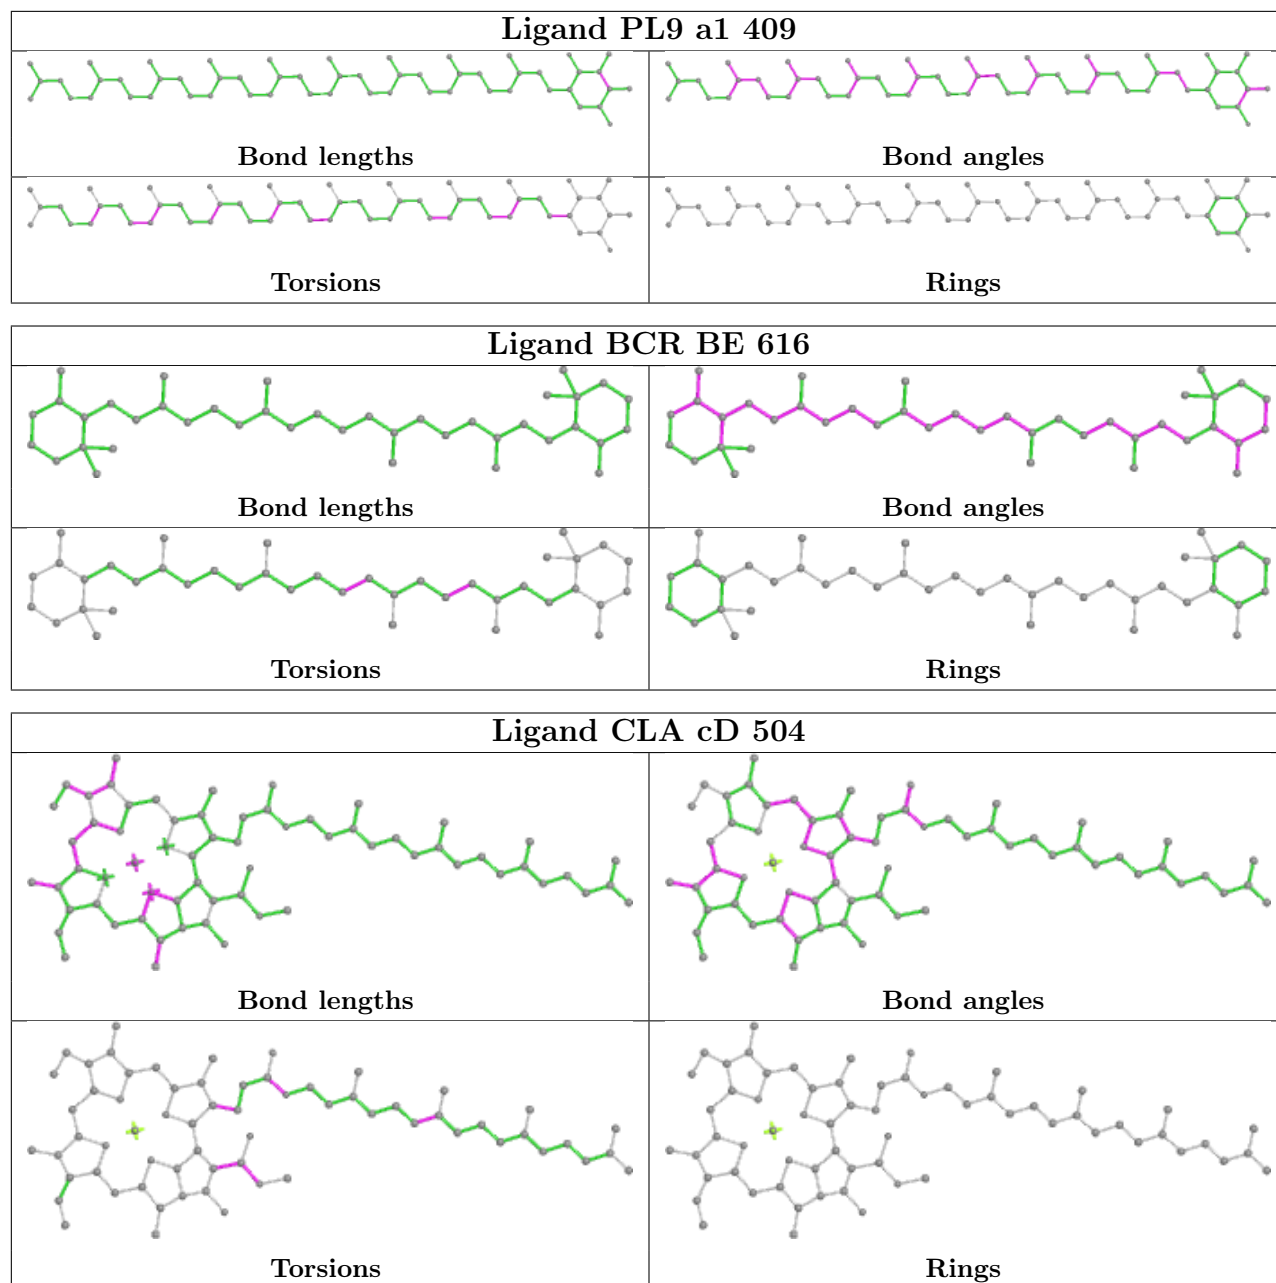 Ligand PL9 a1 409
Bond lengths
Bond angles
Torsions
Rings
Ligand BCR BE 616
Bond lengths
Bond angles
Torsions
Rings
Ligand CLA cD 504
Bond lengths
Bond angles
Torsions
Rings